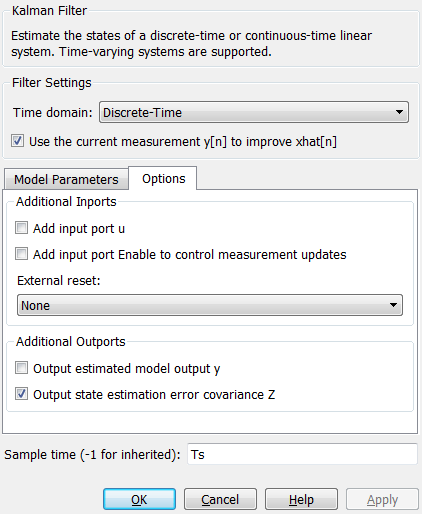 Kalman Filter
Estimate the states of a discrete-time or continuous-time linear
system. Time-varying systems are supported.
Filter Settings
Time domain: Discrete-Time
Use the current measurement y[n] to improve xhat[n]
Model Parameters Options
Additional Inports
Add input port u
Add input port Enable to control measurement updates
External reset:
None
Additional Outports
Output estimated model output y
Output state estimation error covariance Z
Sample time (-1 for inherited): Ts
OK Cancel Help Apply